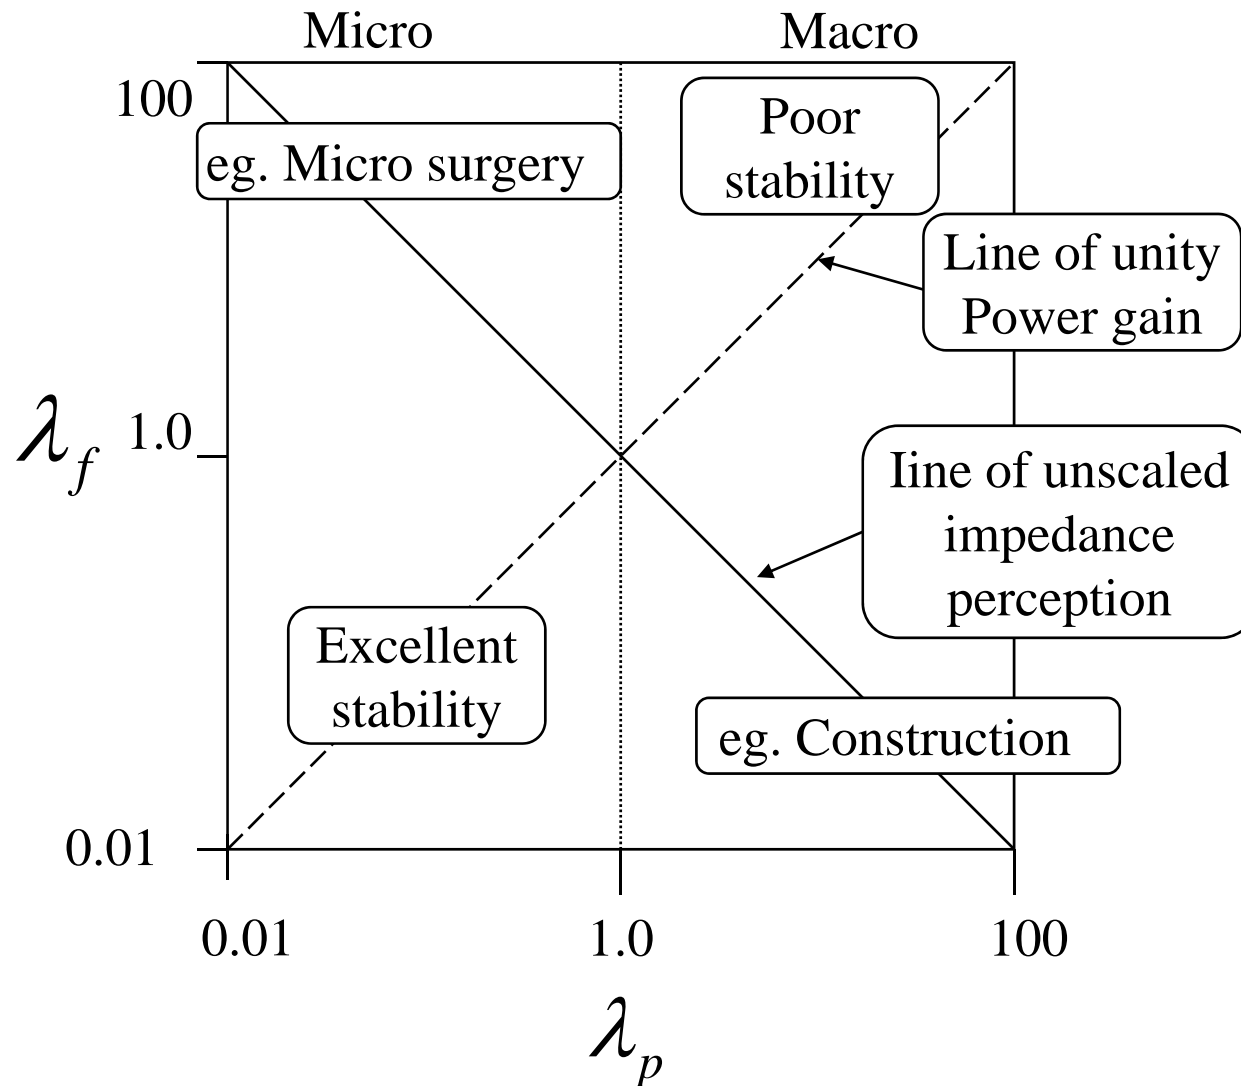 Micro
Macro
100
Poor
stability
eg. Micro surgery
Line of unity
Power gain
λf
1.0
Iine of unscaled
impedance
perception
Excellent
stability
eg. Construction
0.01
0.01
1.0
100
λp